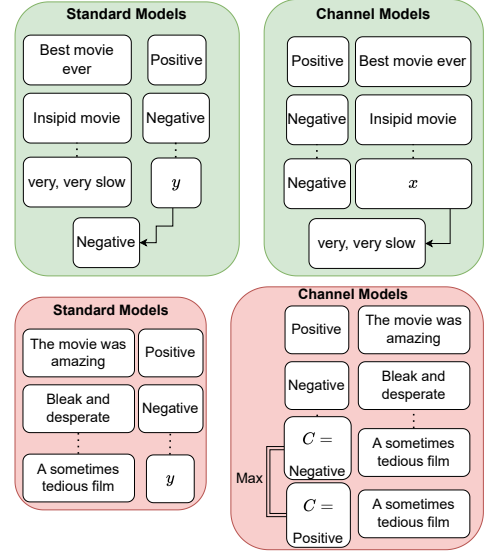 Standard Models
Best movie
ever
Positive
Insipid movie
Negative
very, very slow
y
Negative
Channel Models
Positive
Best movie ever
Negative
Insipid movie
Negative
x
very, very slow
Standard Models
The movie was
amazing
Positive
Bleak and
desperate
Negative
A sometimes
tedious film
y
Channel Models
Positive
The movie was
amazing
Negative
Bleak and
desperate
Max
C =
Negative
A sometimes
tedious film
C =
Positive
A sometimes
tedious film